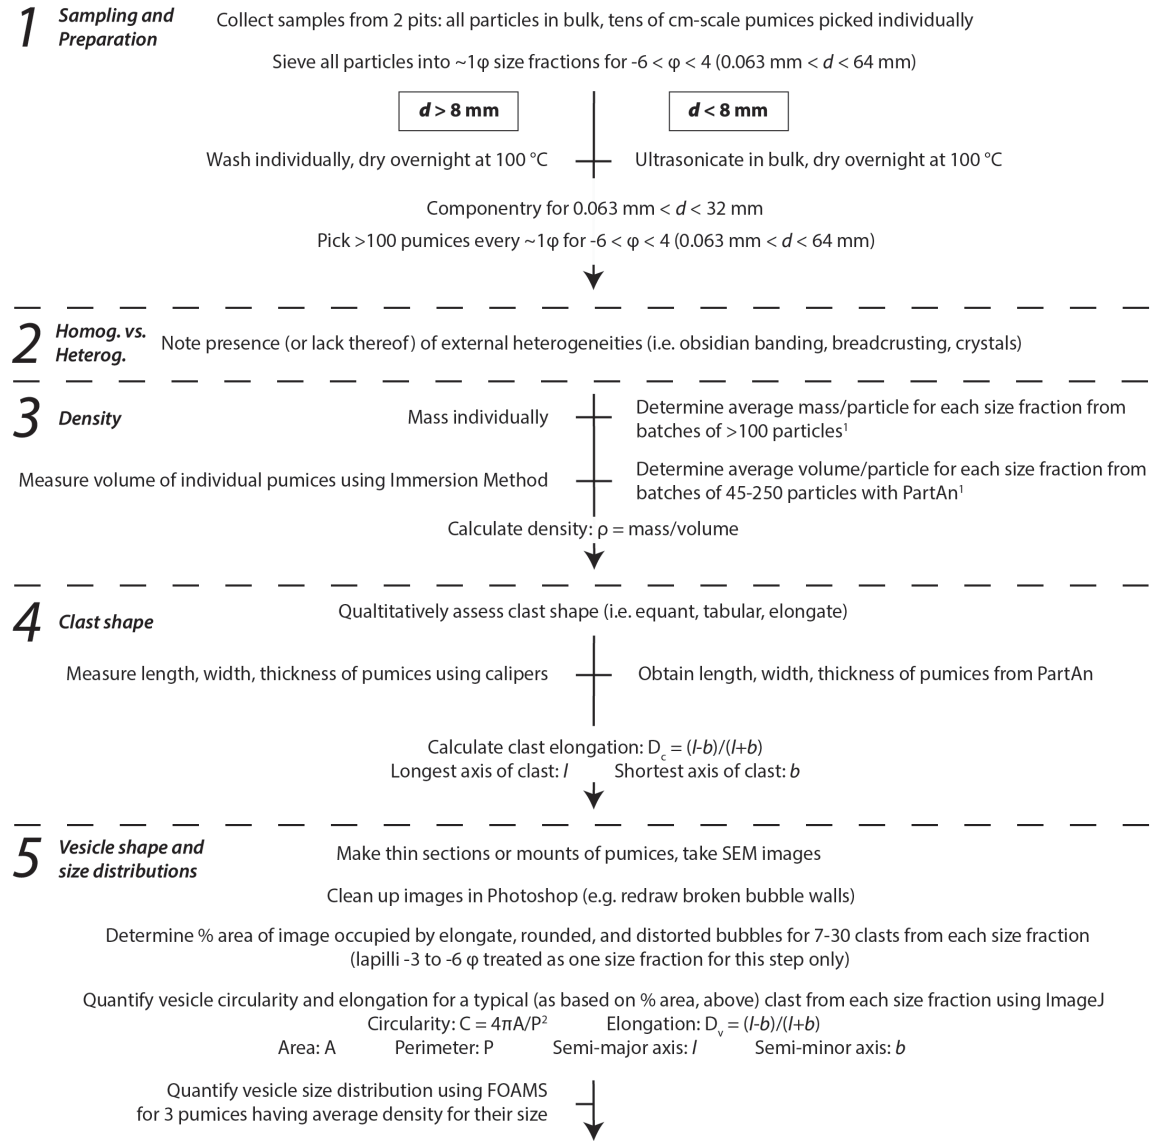 1 Sampling and Preparation
Collect samples from 2 pits: all particles in bulk, tens of cm-scale pumices picked individually
Sieve all particles into ~1φ size fractions for -6 < φ < 4 (0.063 mm < d < 64 mm)
d > 8 mm
d < 8 mm
Wash individually, dry overnight at 100 °C
Ultrasonicate in bulk, dry overnight at 100 °C
Componentry for 0.063 mm < d < 32 mm
Pick >100 pumices every ~1φ for -6 < φ < 4 (0.063 mm < d < 64 mm)
2 Homog. vs.
Heterog.
Note presence (or lack thereof) of external heterogeneities (i.e. obsidian banding, breadcrusting, crystals)
3 Density
Mass individually
Determine average mass/particle for each size fraction from
batches of >100 particles¹
Measure volume of individual pumices using Immersion Method
Determine average volume/particle for each size fraction from
batches of 45-250 particles with PartAn¹
Calculate density: ρ = mass/volume
4 Clast shape
Qualtitatively assess clast shape (i.e. equant, tabular, elongate)
Measure length, width, thickness of pumices using calipers
Obtain length, width, thickness of pumices from PartAn
Calculate clast elongation: Dc = (l-b)/(l+b)
Longest axis of clast: l
Shortest axis of clast: b
5 Vesicle shape and
size distributions
Make thin sections or mounts of pumices, take SEM images
Clean up images in Photoshop (e.g. redraw broken bubble walls)
Determine % area of image occupied by elongate, rounded, and distorted bubbles for 7-30 clasts from each size fraction
(lapilli -3 to -6 φ treated as one size fraction for this step only)
Quantify vesicle circularity and elongation for a typical (as based on % area, above) clast from each size fraction using ImageJ
Circularity: C = 4πA/P²
Elongation: Dv = (l-b)/(l+b)
Area: A
Perimeter: P
Semi-major axis: l
Semi-minor axis: b
Quantify vesicle size distribution using FOAMS
for 3 pumices having average density for their size